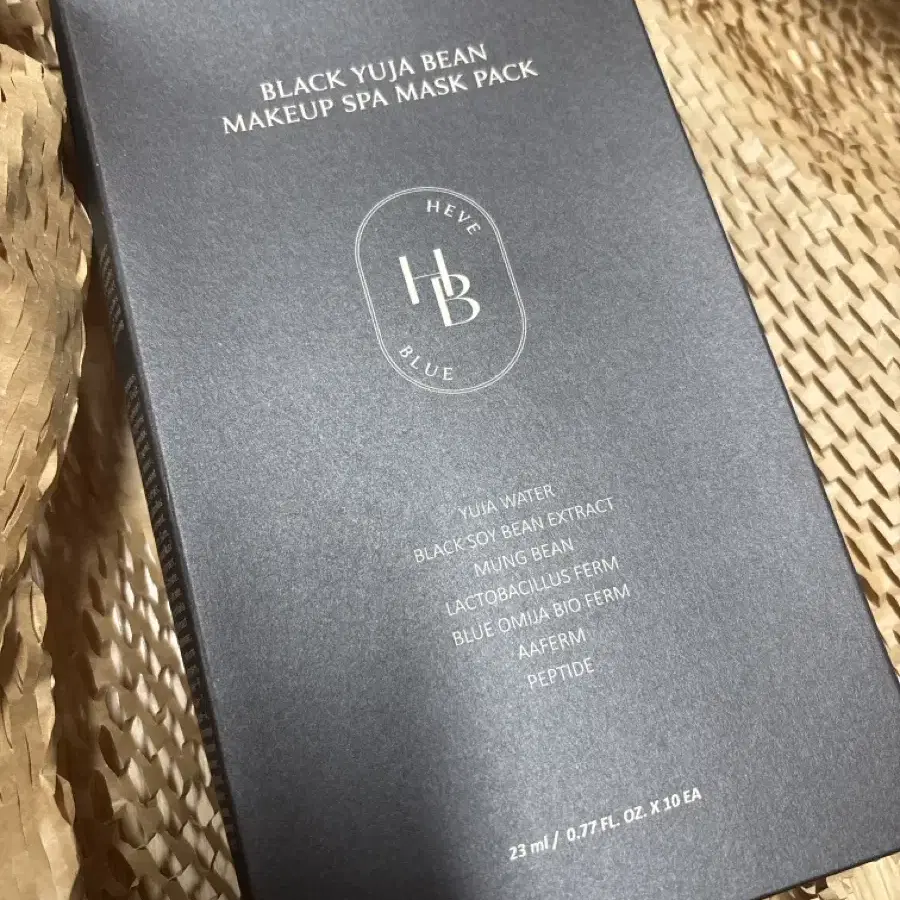 BLACK YUJA BEAN
MAKEUP SPA MASK PACK
HEVE
HB
BLUE
YUJA WATER
BLACK SOY BEAN EXTRACT
MUNG BEAN
LACTOBACILLUS FERM
BLUE OMIJA BIO FERM
AAFERM
PEPTIDE
23 ml / 0.77 FL. OZ. X 10 EA